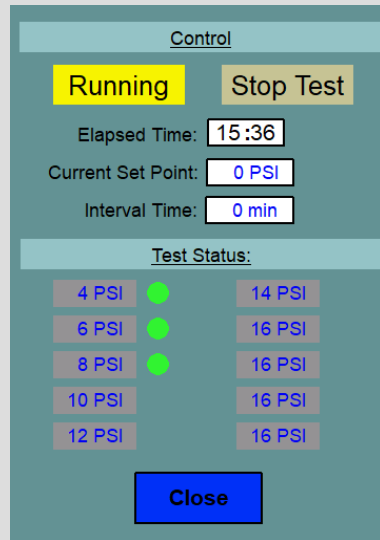 Control
Running Stop Test
Elapsed Time: 15:36
Current Set Point: 0 PSI
Interval Time: 0 min
Test Status:
4 PSI 14 PSI
6 PSI 16 PSI
8 PSI 16 PSI
10 PSI 16 PSI
12 PSI 16 PSI
Close